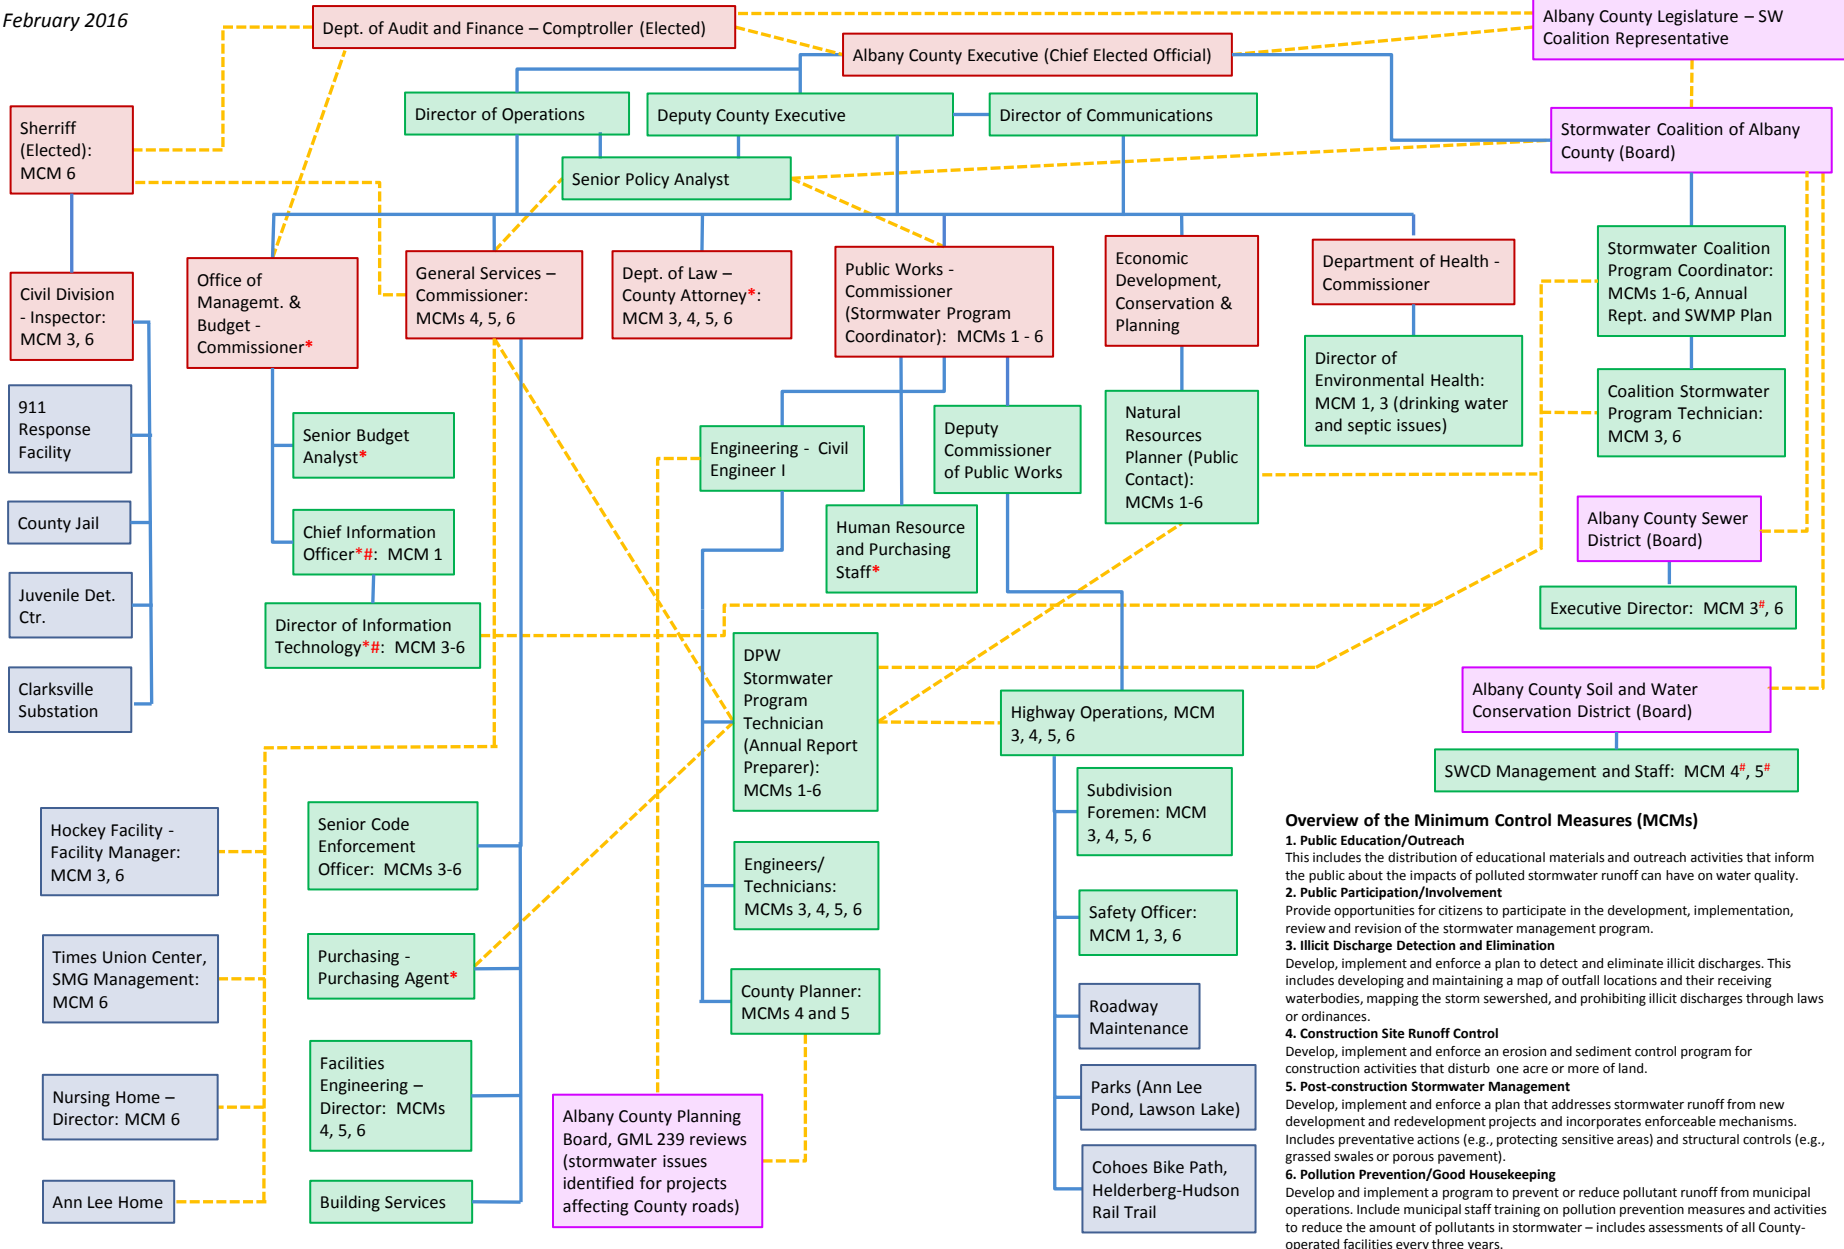 February 2016
Dept. of Audit and Finance – Comptroller (Elected)
Albany County Executive (Chief Elected Official)
Albany County Legislature – SW
Coalition Representative
Sherriff
(Elected):
MCM 6
Director of Operations
Deputy County Executive
Director of Communications
Stormwater Coalition of Albany
County (Board)
Senior Policy Analyst
Civil Division
- Inspector:
MCM 3, 6
Office of
Managemt. &
Budget -
Commissioner*
General Services –
Commissioner:
MCMs 4, 5, 6
Dept. of Law –
County Attorney*:
MCM 3, 4, 5, 6
Public Works -
Commissioner
(Stormwater Program
Coordinator): MCMs 1 - 6
Economic
Development,
Conservation &
Planning
Department of Health -
Commissioner
Stormwater Coalition
Program Coordinator:
MCMs 1-6, Annual
Rept. and SWMP Plan
911
Response
Facility
County Jail
Juvenile Det.
Ctr.
Clarksville
Substation
Senior Budget
Analyst*
Chief Information
Officer*#: MCM 1
Director of Information
Technology*#: MCM 3-6
Engineering - Civil
Engineer I
Human Resource
and Purchasing
Staff*
Deputy
Commissioner
of Public Works
Natural
Resources
Planner (Public
Contact):
MCMs 1-6
Director of
Environmental Health:
MCM 1, 3 (drinking water
and septic issues)
Coalition Stormwater
Program Technician:
MCM 3, 6
Albany County Sewer
District (Board)
Executive Director: MCM 3#, 6
Albany County Soil and Water
Conservation District (Board)
SWCD Management and Staff: MCM 4#, 5#
DPW
Stormwater
Program
Technician
(Annual Report
Preparer):
MCMs 1-6
Highway Operations, MCM
3, 4, 5, 6
Hockey Facility -
Facility Manager:
MCM 3, 6
Times Union Center,
SMG Management:
MCM 6
Nursing Home –
Director: MCM 6
Ann Lee Home
Senior Code
Enforcement
Officer: MCMs 3-6
Purchasing -
Purchasing Agent*
Facilities
Engineering –
Director: MCMs
4, 5, 6
Building Services
Engineers/
Technicians:
MCMs 3, 4, 5, 6
County Planner:
MCMs 4 and 5
Albany County Planning
Board, GML 239 reviews
(stormwater issues
identified for projects
affecting County roads)
Subdivision
Foremen: MCM
3, 4, 5, 6
Safety Officer:
MCM 1, 3, 6
Roadway
Maintenance
Parks (Ann Lee
Pond, Lawson Lake)
Cohoes Bike Path,
Helderberg-Hudson
Rail Trail
Overview of the Minimum Control Measures (MCMs)
1. Public Education/Outreach
This includes the distribution of educational materials and outreach activities that inform
the public about the impacts of polluted stormwater runoff can have on water quality.
2. Public Participation/Involvement
Provide opportunities for citizens to participate in the development, implementation,
review and revision of the stormwater management program.
3. Illicit Discharge Detection and Elimination
Develop, implement and enforce a plan to detect and eliminate illicit discharges. This
includes developing and maintaining a map of outfall locations and their receiving
waterbodies, mapping the storm sewershed, and prohibiting illicit discharges through laws
or ordinances.
4. Construction Site Runoff Control
Develop, implement and enforce an erosion and sediment control program for
construction activities that disturb one acre or more of land.
5. Post-construction Stormwater Management
Develop, implement and enforce a plan that addresses stormwater runoff from new
development and redevelopment projects and incorporates enforceable mechanisms.
Includes preventative actions (e.g., protecting sensitive areas) and structural controls (e.g.,
grassed swales or porous pavement).
6. Pollution Prevention/Good Housekeeping
Develop and implement a program to prevent or reduce pollutant runoff from municipal
operations. Include municipal staff training on pollution prevention measures and activities
to reduce the amount of pollutants in stormwater – includes assessments of all County-
operated facilities every three years.